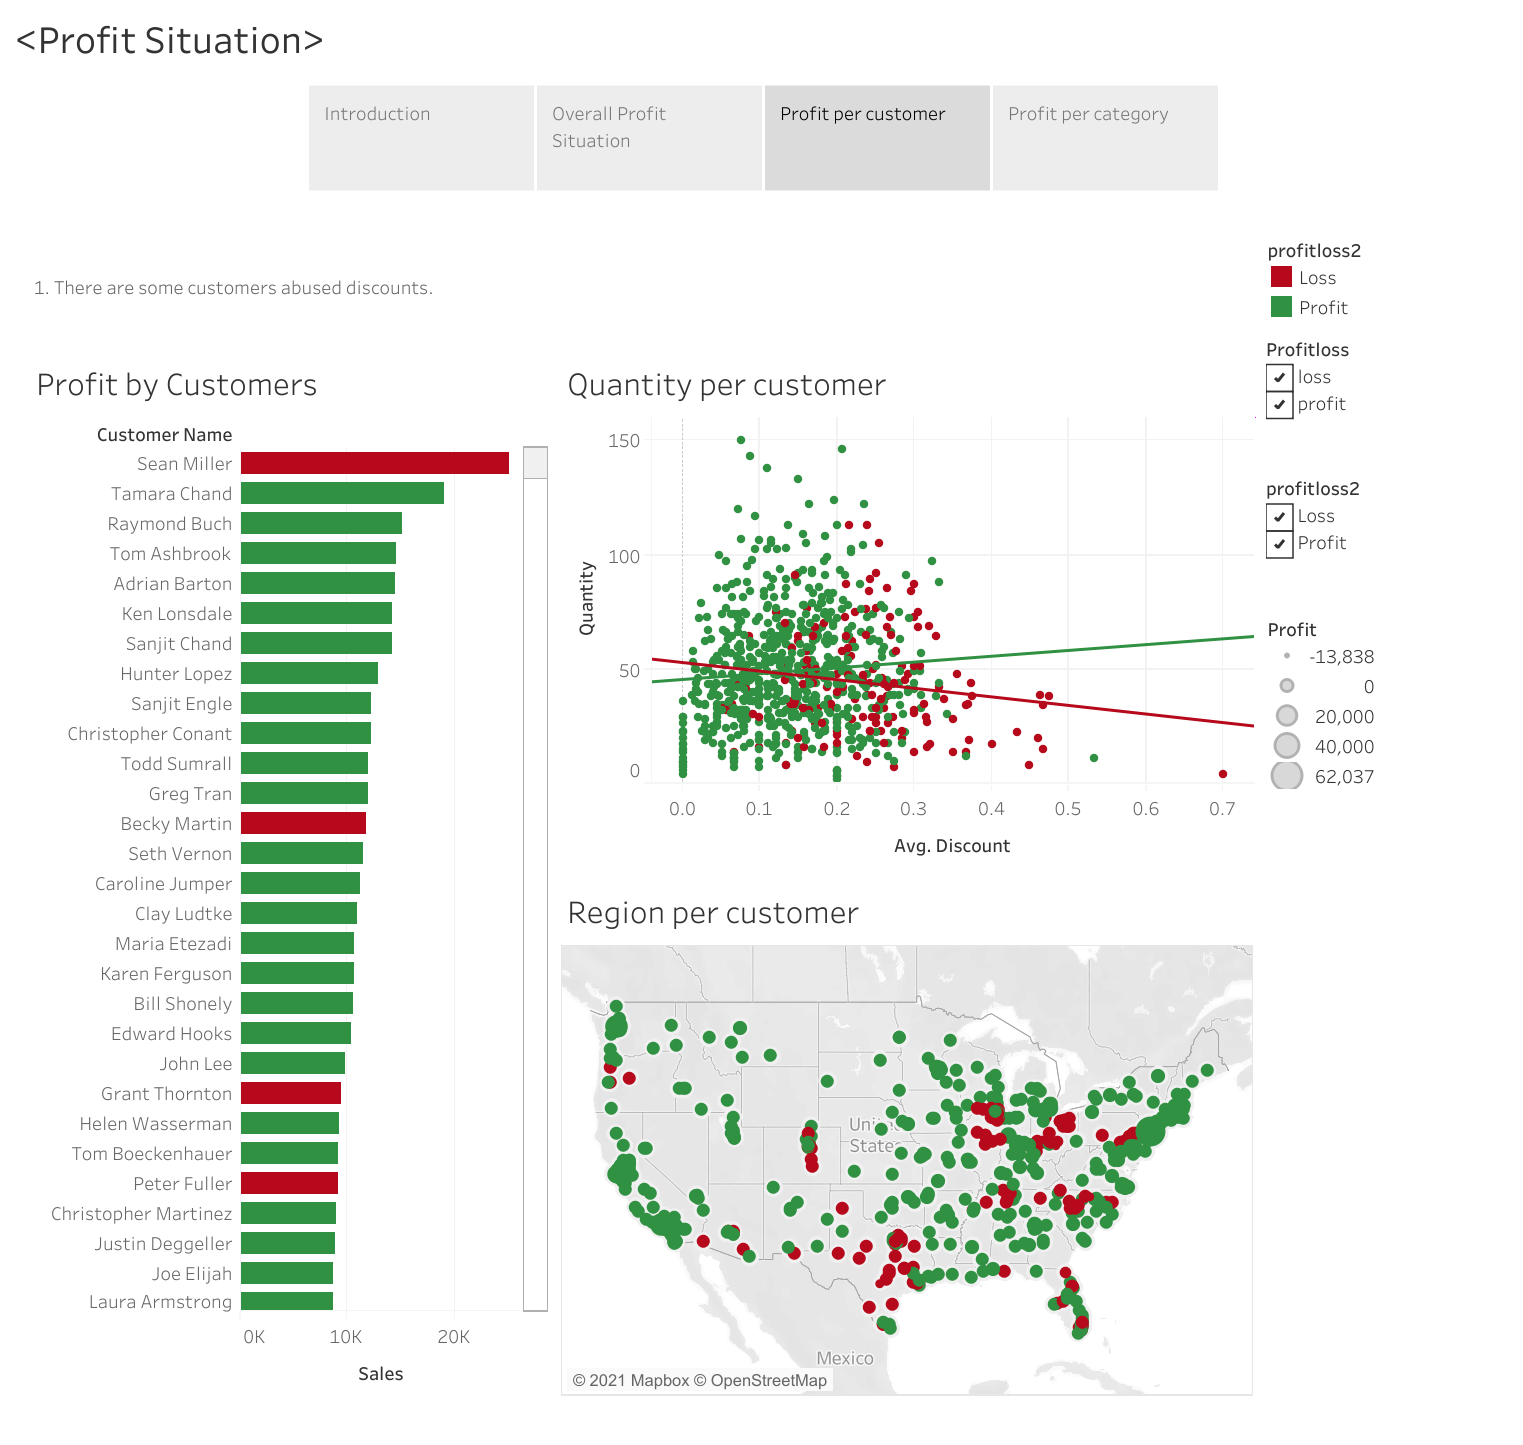 <Profit Situation>
Introduction
Overall Profit
Situation
Profit per customer
Profit per category
1. There are some customers abused discounts.
profitloss2
Loss
Profit
Profitloss
loss
profit
profitloss2
Loss
Profit
Profit
-13,838
0
20,000
40,000
62,037
Profit by Customers
Customer Name
Sean Miller
Tamara Chand
Raymond Buch
Tom Ashbrook
Adrian Barton
Ken Lonsdale
Sanjit Chand
Hunter Lopez
Sanjit Engle
Christopher Conant
Todd Sumrall
Greg Tran
Becky Martin
Seth Vernon
Caroline Jumper
Clay Ludtke
Maria Etezadi
Karen Ferguson
Bill Shonely
Edward Hooks
John Lee
Grant Thornton
Helen Wasserman
Tom Boeckenhauer
Peter Fuller
Christopher Martinez
Justin Deggeller
Joe Elijah
Laura Armstrong
0K 10K 20K
Sales
Quantity per customer
150
100
50
0
Quantity
0.0 0.1 0.2 0.3 0.4 0.5 0.6 0.7
Avg. Discount
Region per customer
United
States
Mexico
© 2021 Mapbox © OpenStreetMap